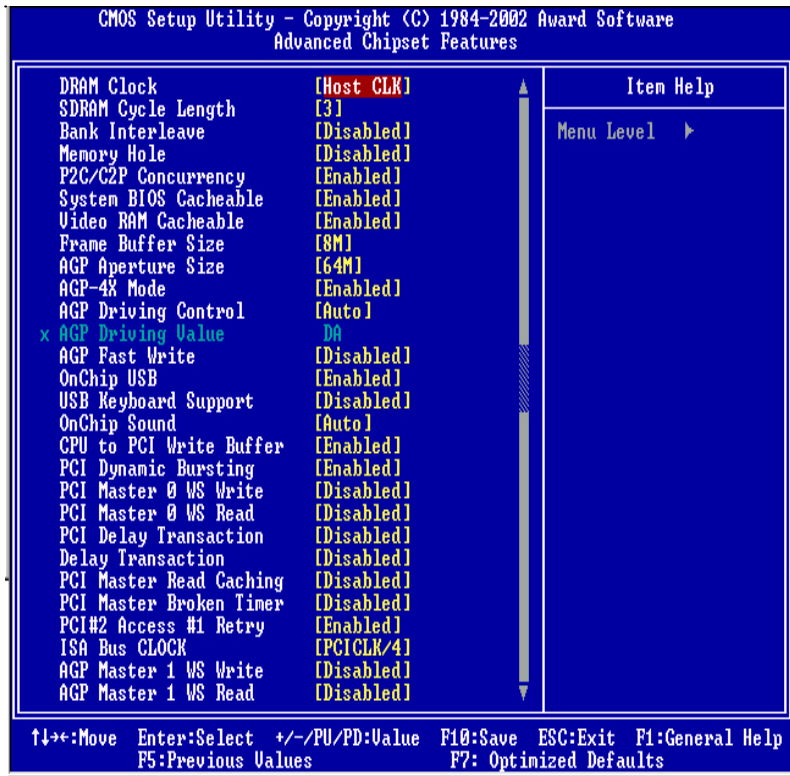 CMOS Setup Utility - Copyright (C) 1984-2002 Award Software
Advanced Chipset Features
DRAM Clock [Host CLK]
SDRAM Cycle Length [3]
Bank Interleave [Disabled]
Memory Hole [Disabled]
P2C/C2P Concurrency [Enabled]
System BIOS Cacheable [Enabled]
Video RAM Cacheable [Enabled]
Frame Buffer Size [8M]
AGP Aperture Size [64M]
AGP-4X Mode [Enabled]
AGP Driving Control [Auto]
x AGP Driving Value DA
AGP Fast Write [Disabled]
OnChip USB [Enabled]
USB Keyboard Support [Disabled]
OnChip Sound [Auto]
CPU to PCI Write Buffer [Enabled]
PCI Dynamic Bursting [Enabled]
PCI Master 0 WS Write [Disabled]
PCI Master 0 WS Read [Disabled]
PCI Delay Transaction [Disabled]
Delay Transaction [Disabled]
PCI Master Read Caching [Disabled]
PCI Master Broken Timer [Disabled]
PCI#2 Access #1 Retry [Enabled]
ISA Bus CLOCK [PCICLK/4]
AGP Master 1 WS Write [Disabled]
AGP Master 1 WS Read [Disabled]
Item Help
Menu Level
↑↓→←:Move Enter:Select +/-/PU/PD:Value F10:Save ESC:Exit F1:General Help
F5:Previous Values F7: Optimized Defaults